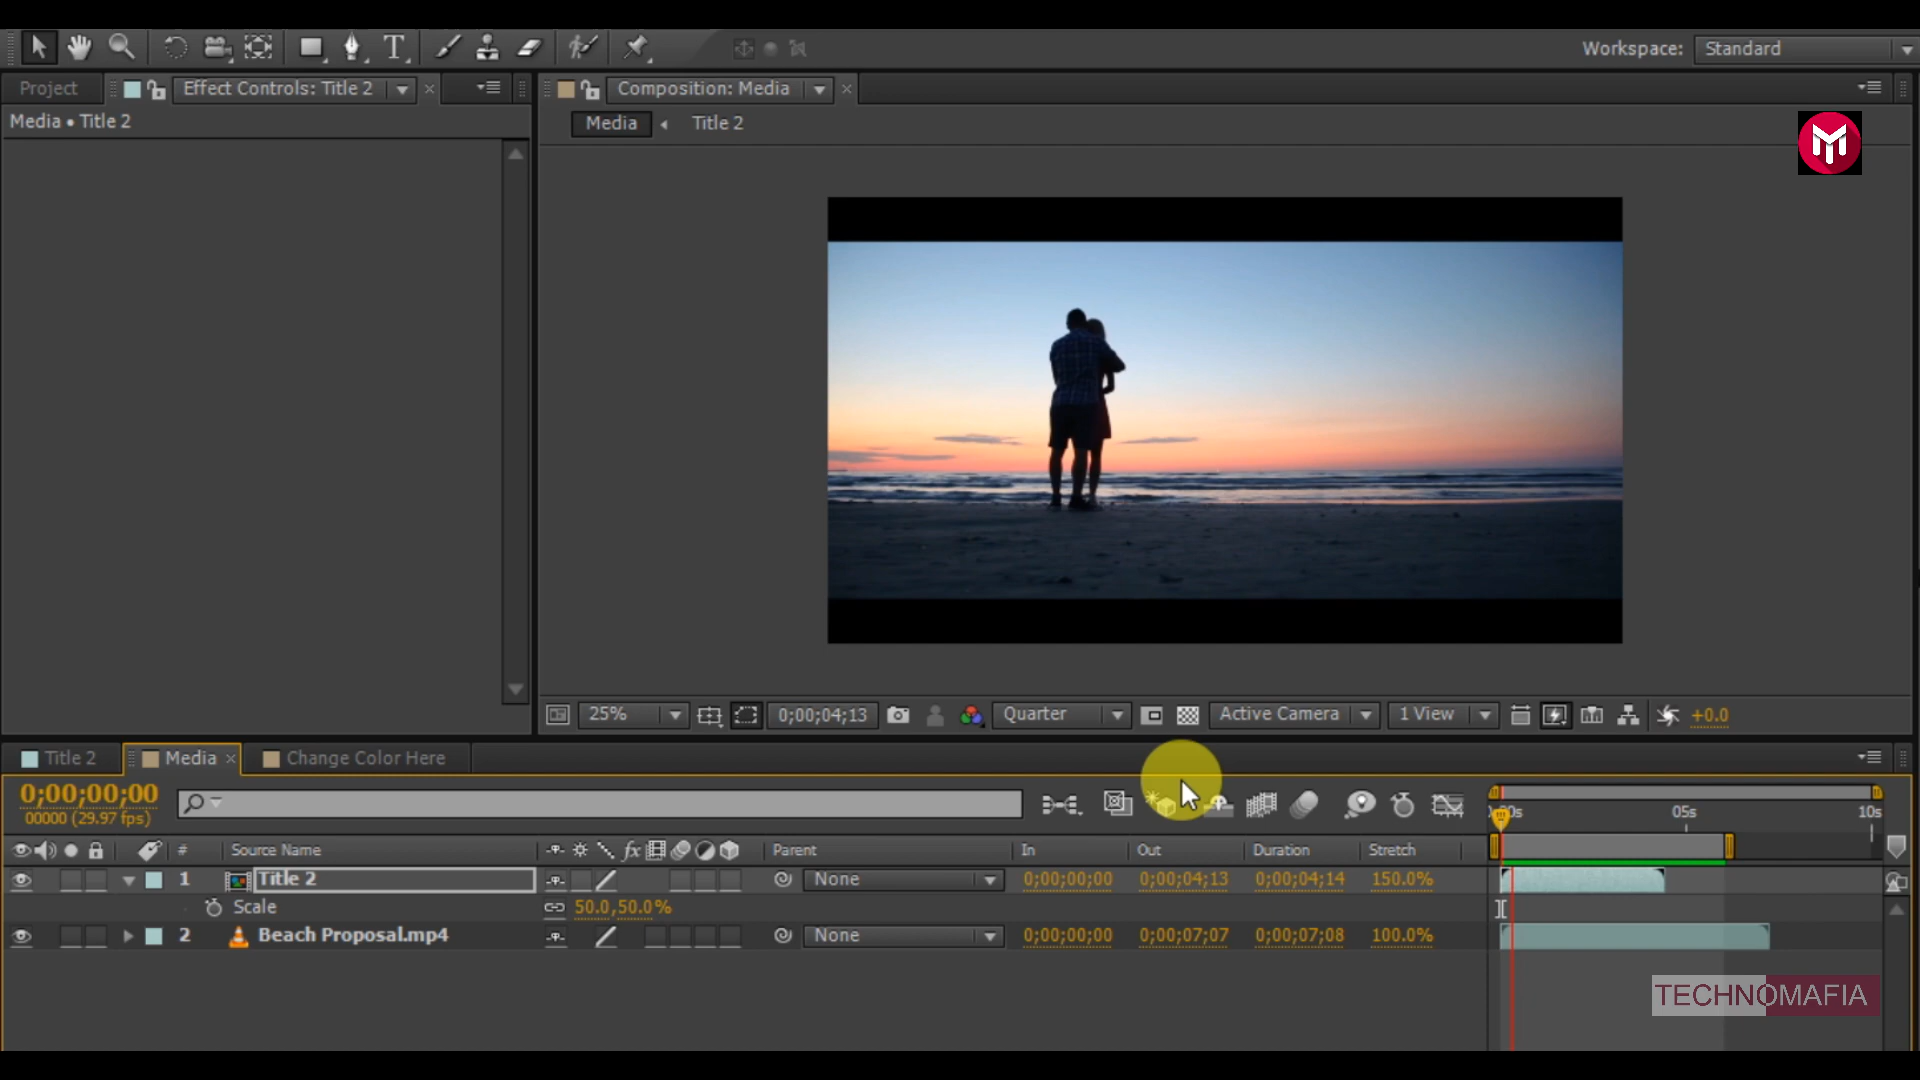 Workspace: Standard
Project Effect Controls: Title 2 Composition: Media
Media • Title 2
Media Title 2
25% 0;00;04;13 Quarter Active Camera 1 View +0.0
Title 2 Media Change Color Here
0;00;00;00
00000 (29.97 fps)
05s 10s
# Source Name fx Parent In Out Duration Stretch
1 Title 2 None 0;00;00;00 0;00;04;13 0;00;04;14 150.0%
Scale 50.0,50.0%
2 Beach Proposal.mp4 None 0;00;00;00 0;00;07;07 0;00;07;08 100.0%
TECHNOMAFIA